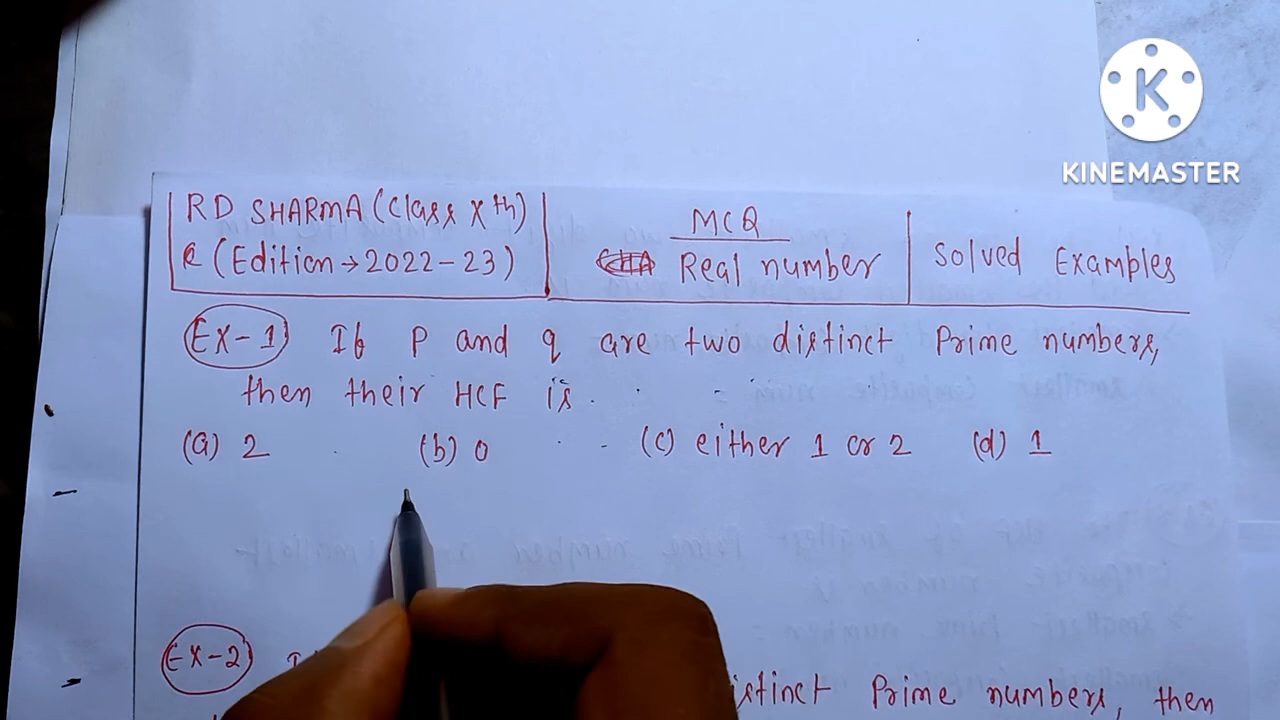 KINEMASTER
RD SHARMA (Class Xth)
(Edition → 2022-23)
MCQ
Real number
Solved Examples
Ex-1 If P and q are two distinct Prime numbers,
then their HCF is.
(a) 2 (b) 0 (c) either 1 or 2 (d) 1
Ex-2
Prime numbers, then